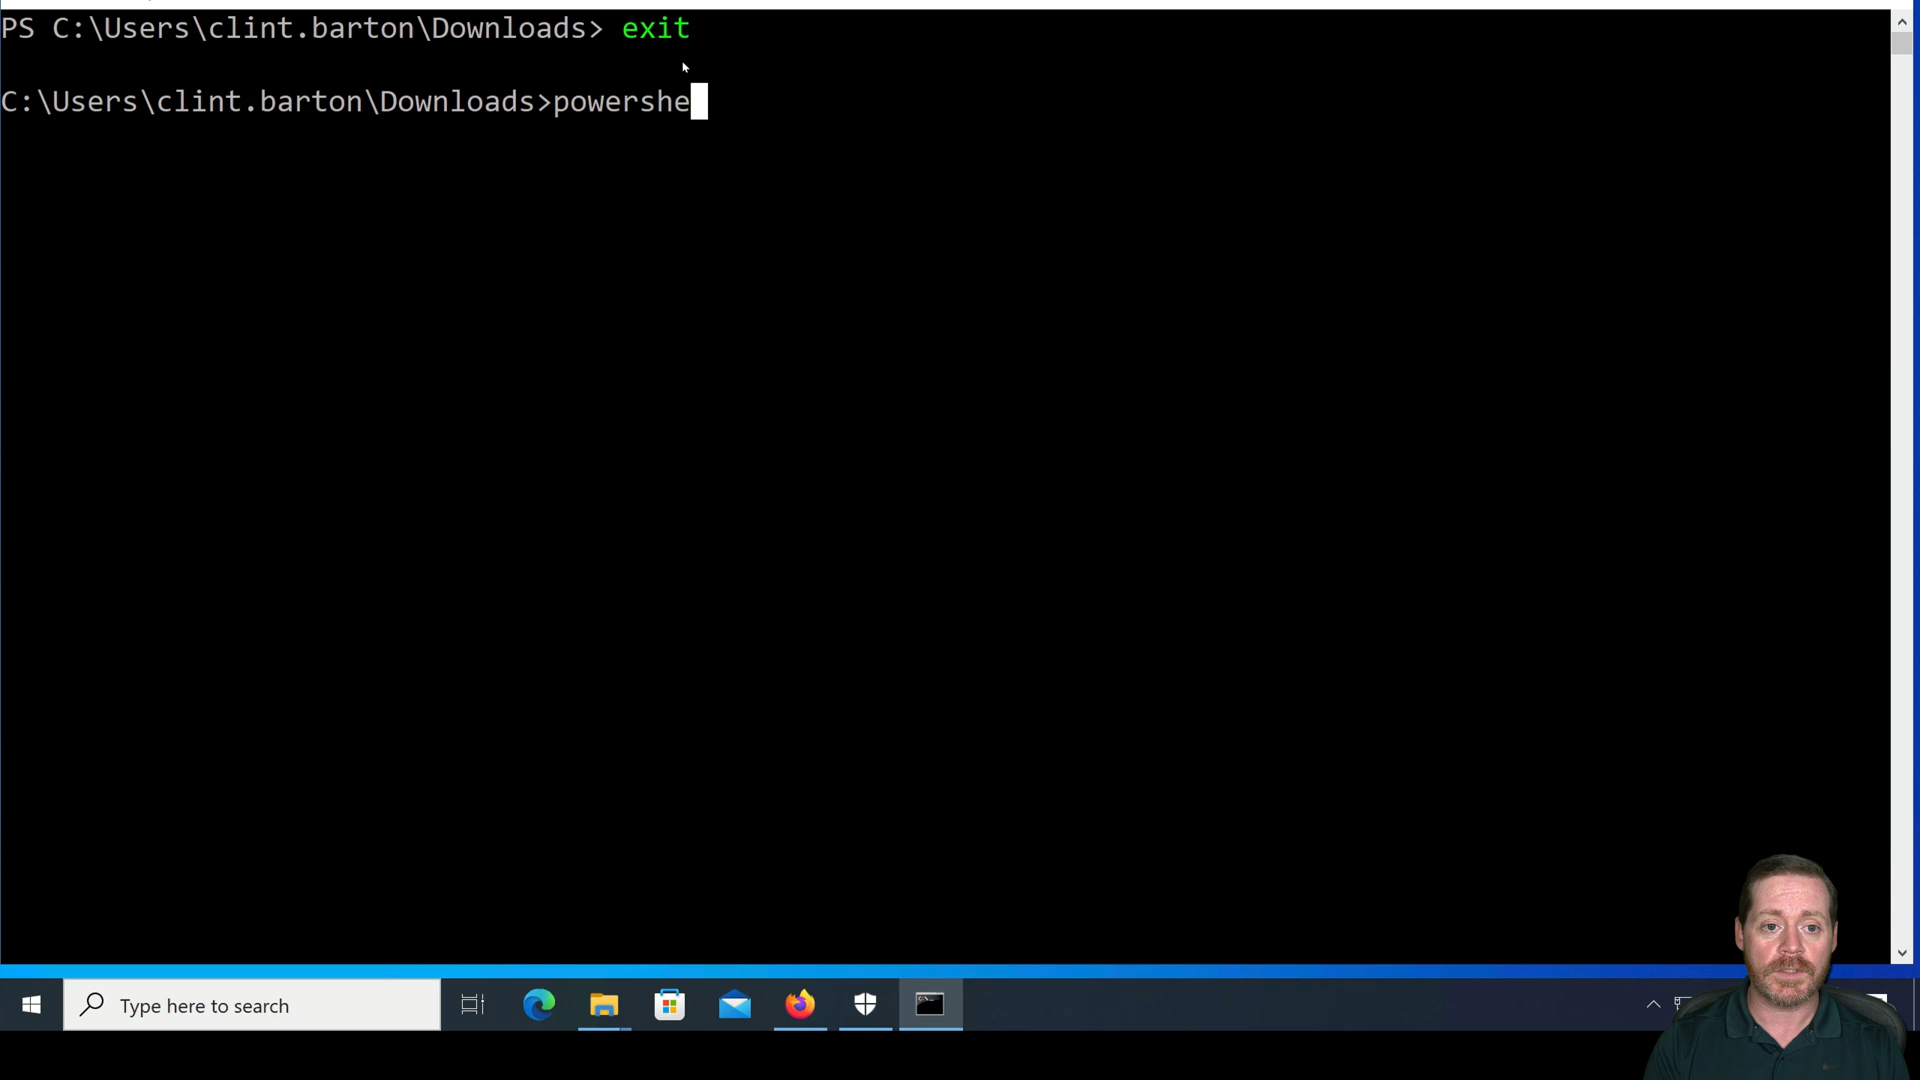 PS C:\Users\clint.barton\Downloads> exit
C:\Users\clint.barton\Downloads>powershe
Type here to search